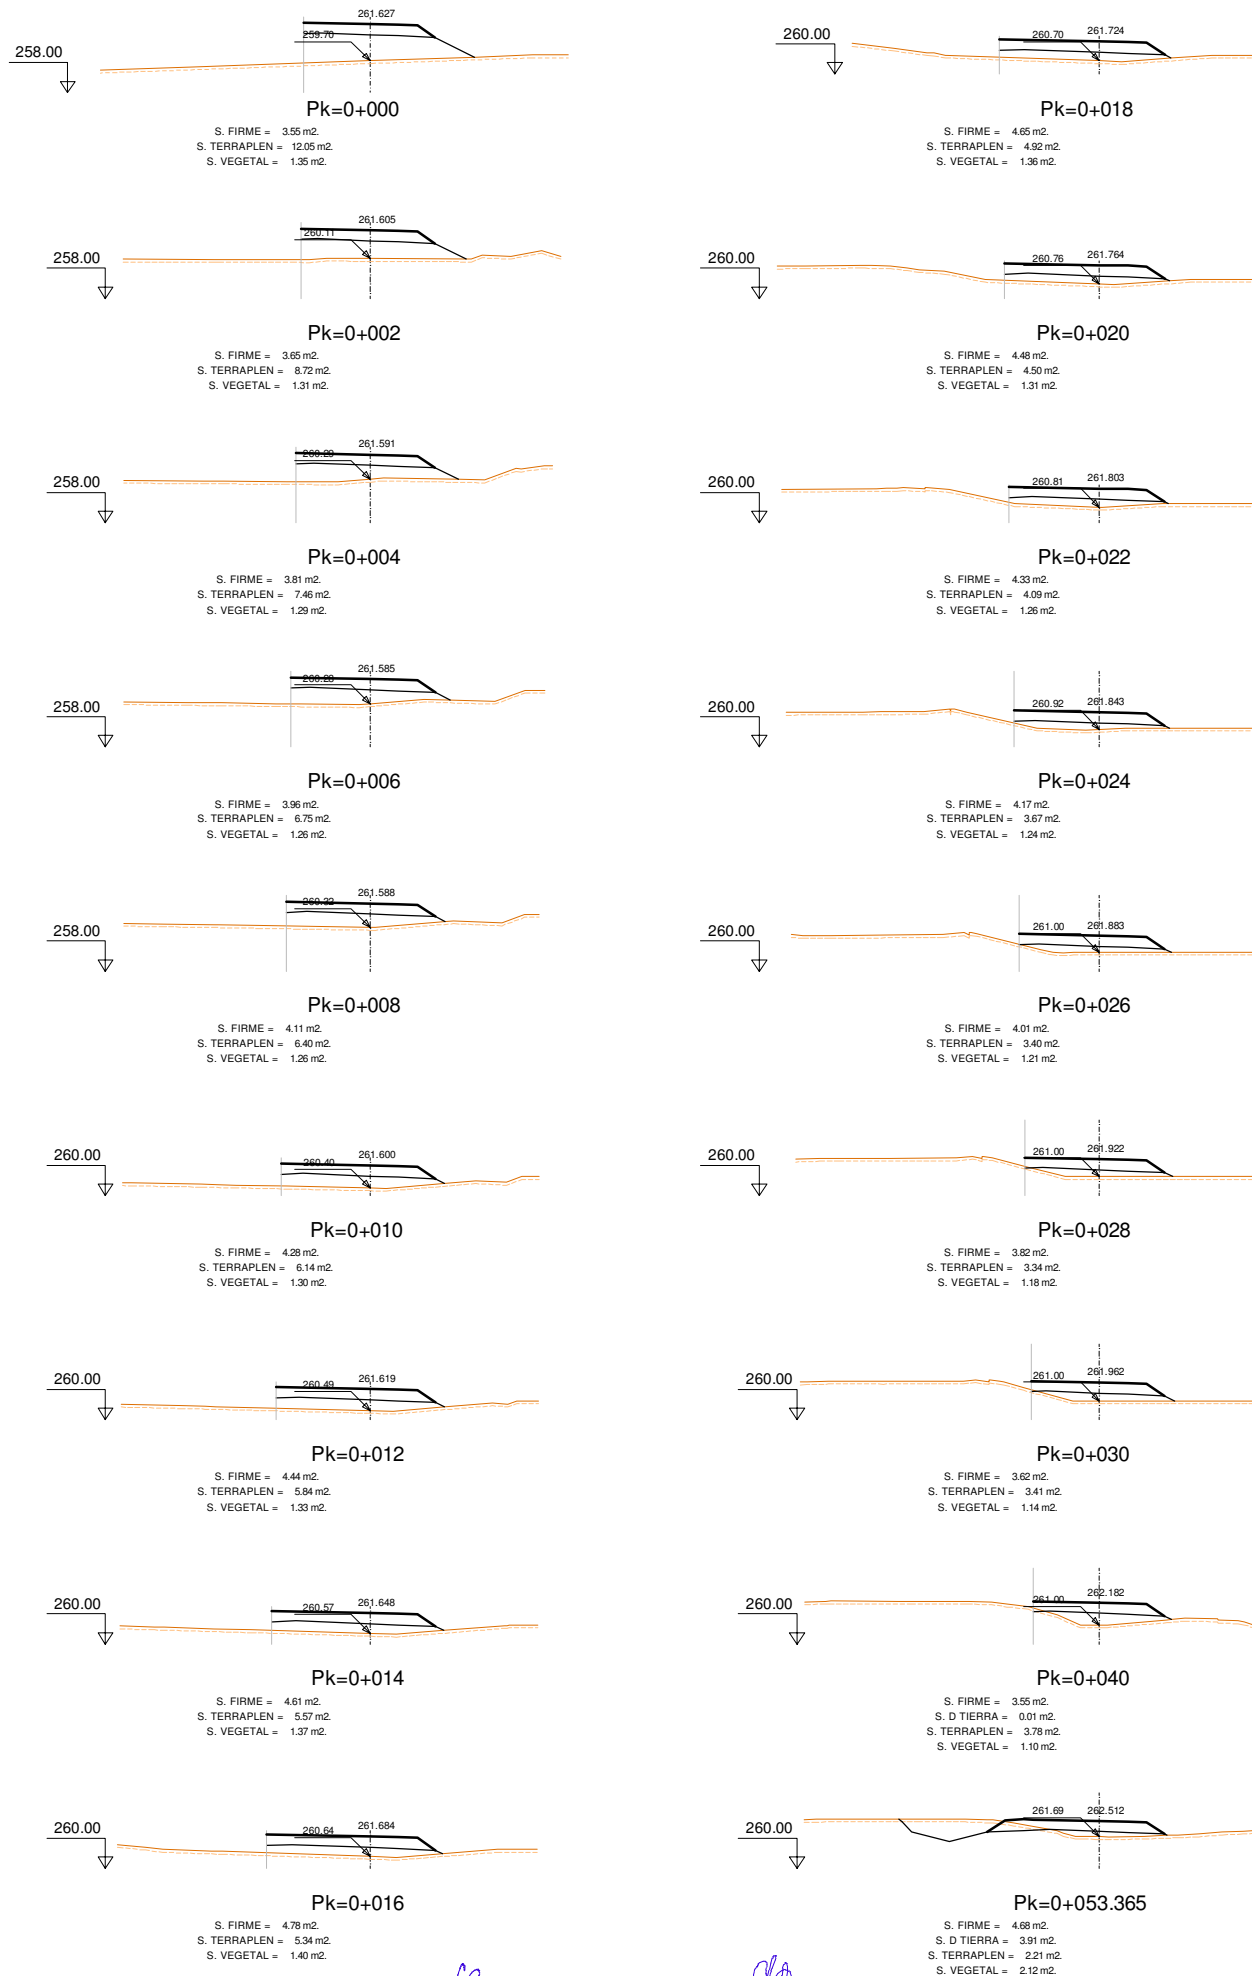 261.627
259.70
258.00
Pk=0+000
S. FIRME = 3.55 m2.
S. TERRAPLEN = 12.05 m2.
S. VEGETAL = 1.35 m2.
261.605
260.11
258.00
Pk=0+002
S. FIRME = 3.65 m2.
S. TERRAPLEN = 8.72 m2.
S. VEGETAL = 1.31 m2.
261.591
260.29
258.00
Pk=0+004
S. FIRME = 3.81 m2.
S. TERRAPLEN = 7.46 m2.
S. VEGETAL = 1.29 m2.
261.585
260.28
258.00
Pk=0+006
S. FIRME = 3.96 m2.
S. TERRAPLEN = 6.75 m2.
S. VEGETAL = 1.26 m2.
261.588
260.32
258.00
Pk=0+008
S. FIRME = 4.11 m2.
S. TERRAPLEN = 6.40 m2.
S. VEGETAL = 1.26 m2.
261.600
260.40
260.00
Pk=0+010
S. FIRME = 4.28 m2.
S. TERRAPLEN = 6.14 m2.
S. VEGETAL = 1.30 m2.
261.619
260.49
260.00
Pk=0+012
S. FIRME = 4.44 m2.
S. TERRAPLEN = 5.84 m2.
S. VEGETAL = 1.33 m2.
261.648
260.57
260.00
Pk=0+014
S. FIRME = 4.61 m2.
S. TERRAPLEN = 5.57 m2.
S. VEGETAL = 1.37 m2.
261.684
260.64
260.00
Pk=0+016
S. FIRME = 4.78 m2.
S. TERRAPLEN = 5.34 m2.
S. VEGETAL = 1.40 m2.
261.724
260.70
260.00
Pk=0+018
S. FIRME = 4.65 m2.
S. TERRAPLEN = 4.92 m2.
S. VEGETAL = 1.36 m2.
261.764
260.76
260.00
Pk=0+020
S. FIRME = 4.48 m2.
S. TERRAPLEN = 4.50 m2.
S. VEGETAL = 1.31 m2.
261.803
260.81
260.00
Pk=0+022
S. FIRME = 4.33 m2.
S. TERRAPLEN = 4.09 m2.
S. VEGETAL = 1.26 m2.
261.843
260.92
260.00
Pk=0+024
S. FIRME = 4.17 m2.
S. TERRAPLEN = 3.67 m2.
S. VEGETAL = 1.24 m2.
261.883
261.00
260.00
Pk=0+026
S. FIRME = 4.01 m2.
S. TERRAPLEN = 3.40 m2.
S. VEGETAL = 1.21 m2.
261.922
261.00
260.00
Pk=0+028
S. FIRME = 3.82 m2.
S. TERRAPLEN = 3.34 m2.
S. VEGETAL = 1.18 m2.
261.962
261.00
260.00
Pk=0+030
S. FIRME = 3.62 m2.
S. TERRAPLEN = 3.41 m2.
S. VEGETAL = 1.14 m2.
262.182
261.00
260.00
Pk=0+040
S. FIRME = 3.55 m2.
S. D TIERRA = 0.01 m2.
S. TERRAPLEN = 3.78 m2.
S. VEGETAL = 1.10 m2.
261.69 262.512
260.00
Pk=0+053.365
S. FIRME = 4.68 m2.
S. D TIERRA = 3.91 m2.
S. TERRAPLEN = 2.21 m2.
S. VEGETAL = 2.12 m2.